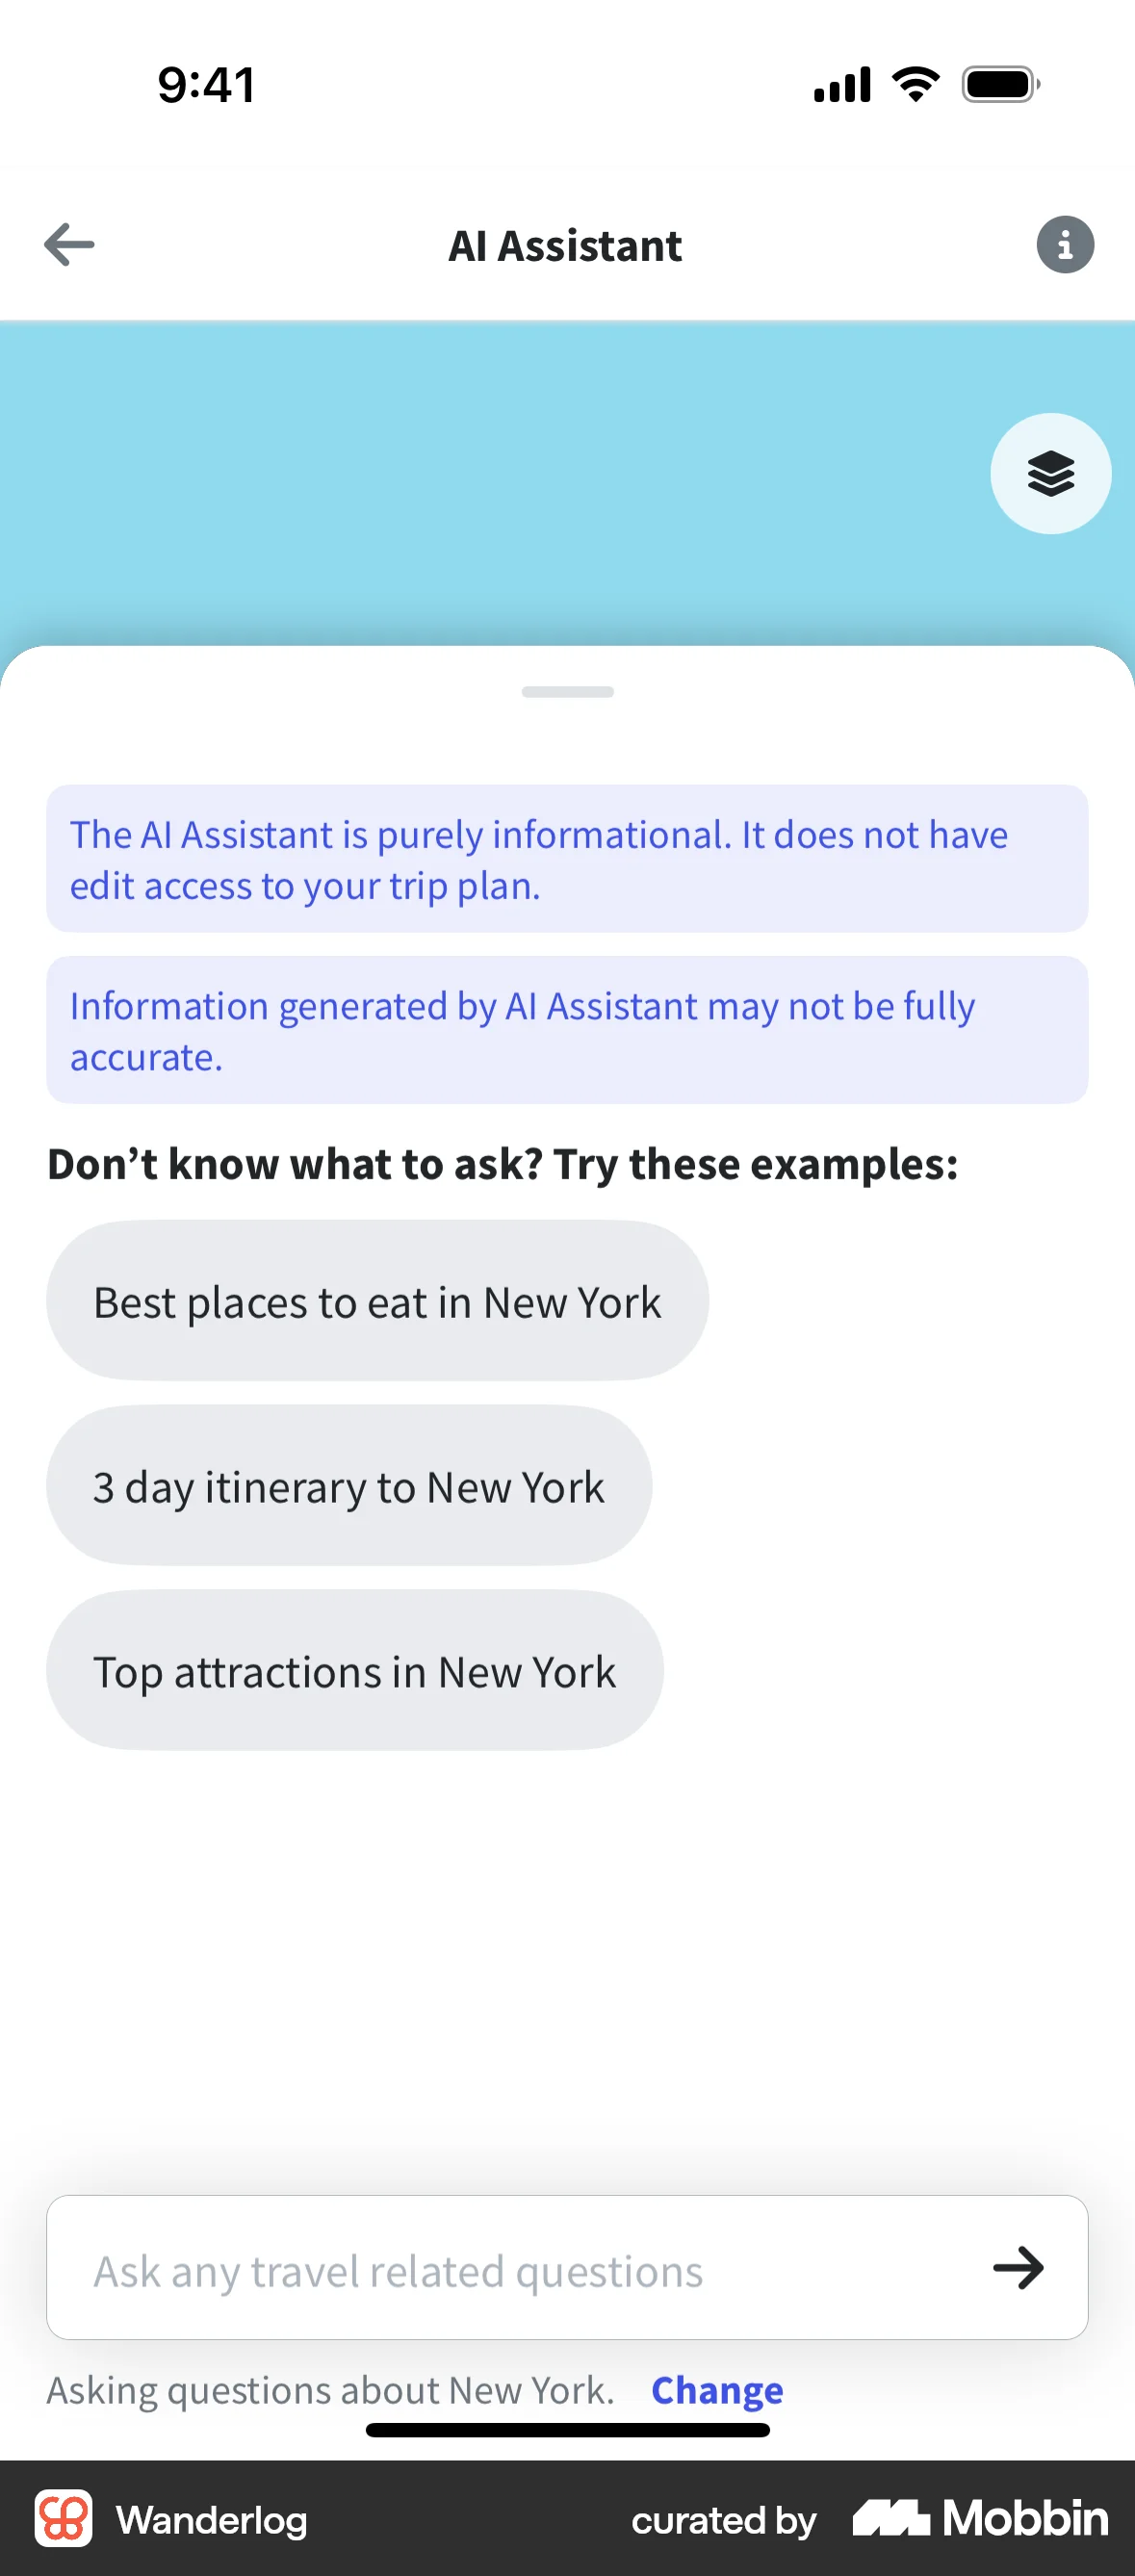 9:41
AI Assistant
The AI Assistant is purely informational. It does not have
edit access to your trip plan.
Information generated by AI Assistant may not be fully
accurate.
Don’t know what to ask? Try these examples:
Best places to eat in New York
3 day itinerary to New York
Top attractions in New York
Ask any travel related questions
Asking questions about New York. Change
Wanderlog curated by Mobbin